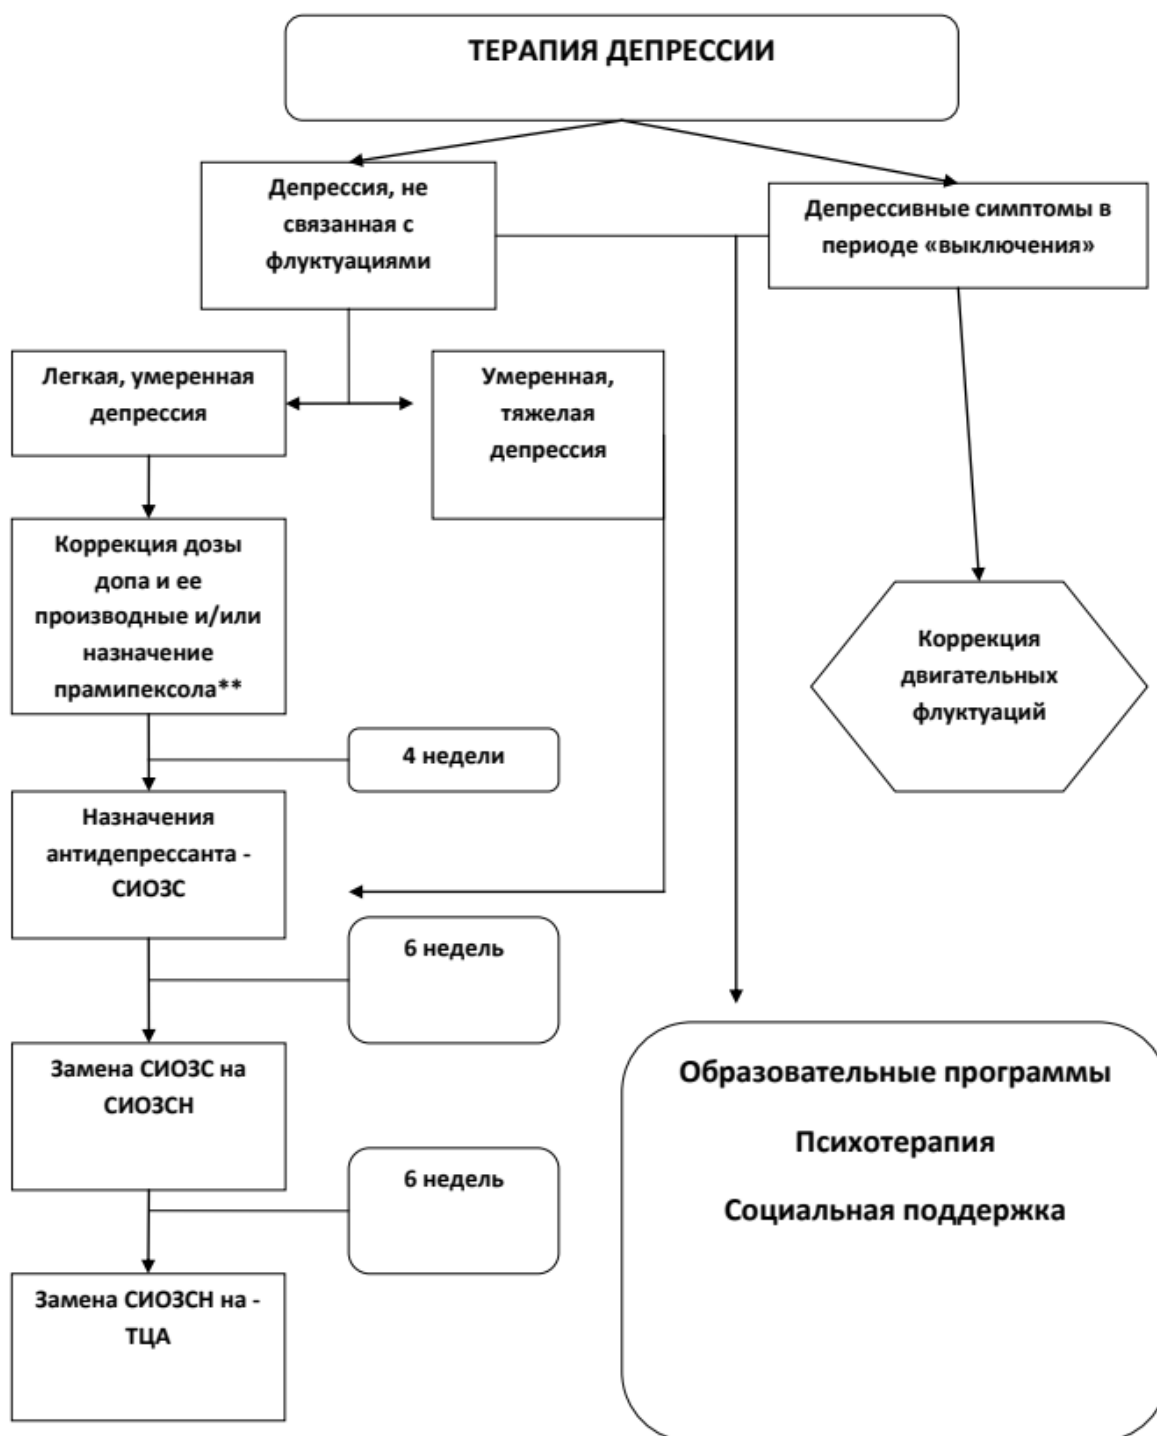 ТЕРАПИЯ ДЕПРЕССИИ
Депрессия, не
связанная с
флуктуациями
Депрессивные симптомы в
периоде «выключения»
Легкая, умеренная
депрессия
Умеренная,
тяжелая
депрессия
Коррекция дозы
допа и ее
производные и/или
назначение
прамипексола**
Коррекция
двигательных
флуктуаций
4 недели
Назначения
антидепрессанта -
СИОЗС
6 недель
Замена СИОЗС на
СИОЗСН
Образовательные программы
Психотерапия
Социальная поддержка
6 недель
Замена СИОЗСН на -
ТЦА